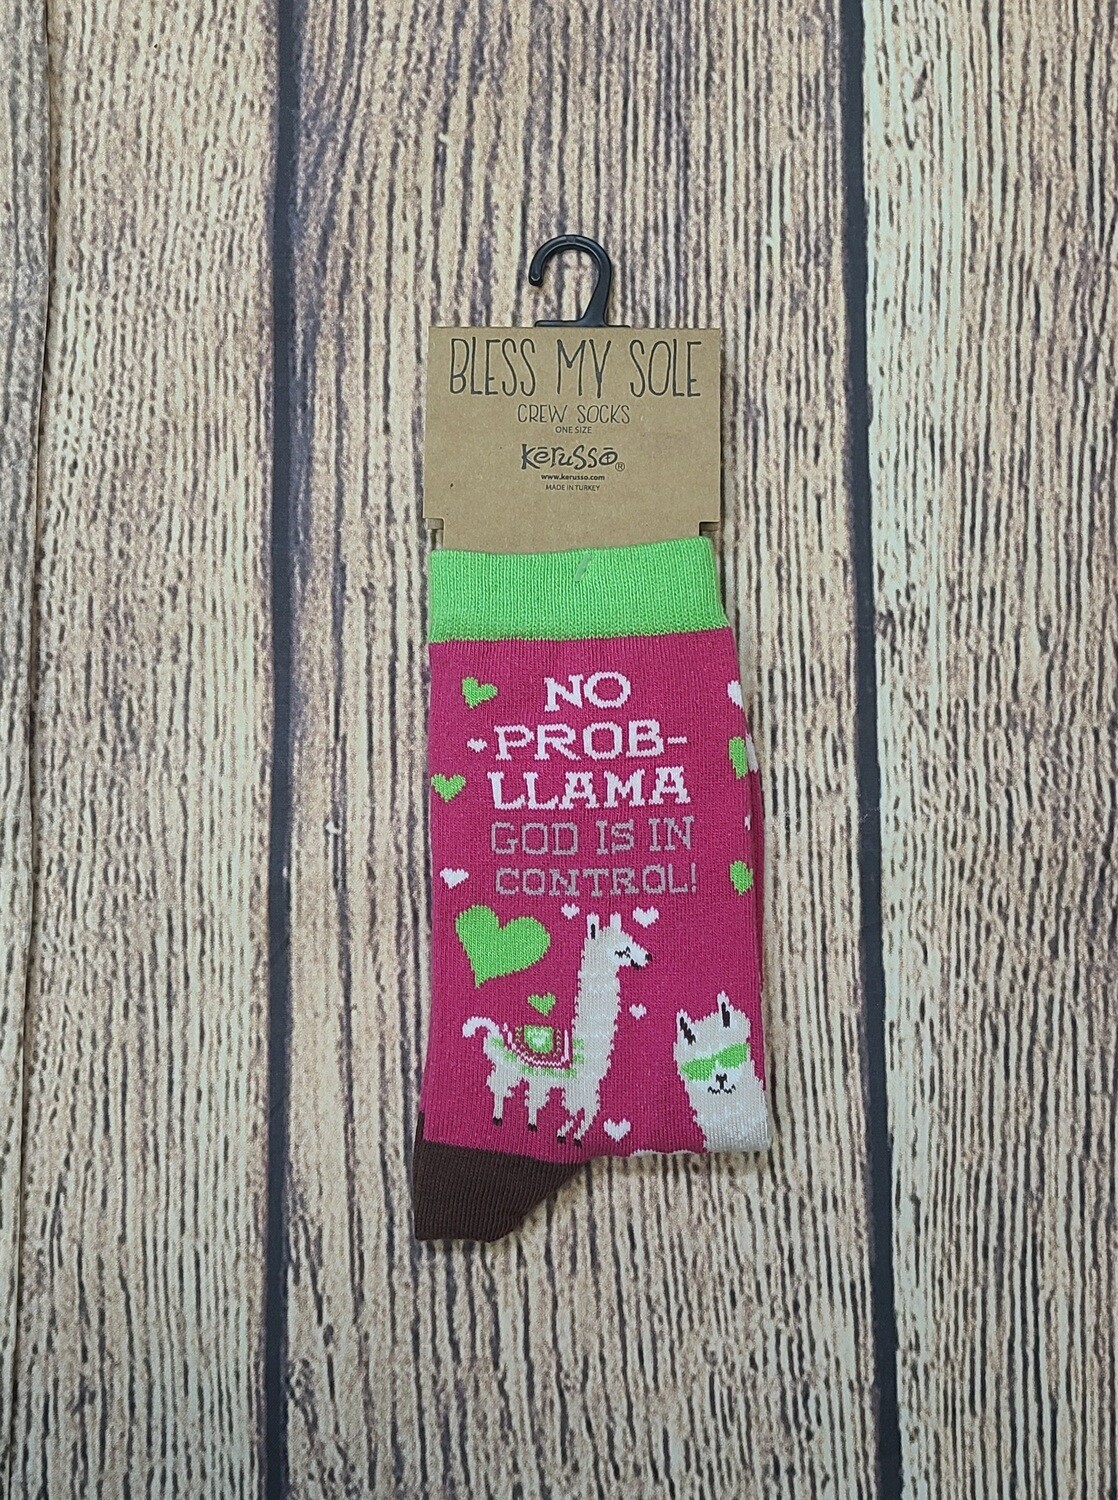 BLESS MY SOLE
CREW SOCKS
ONE SIZE
kerusso®
www.kerusso.com
MADE IN TURKEY
NO
PROB-
LLAMA
GOD IS IN
CONTROL!